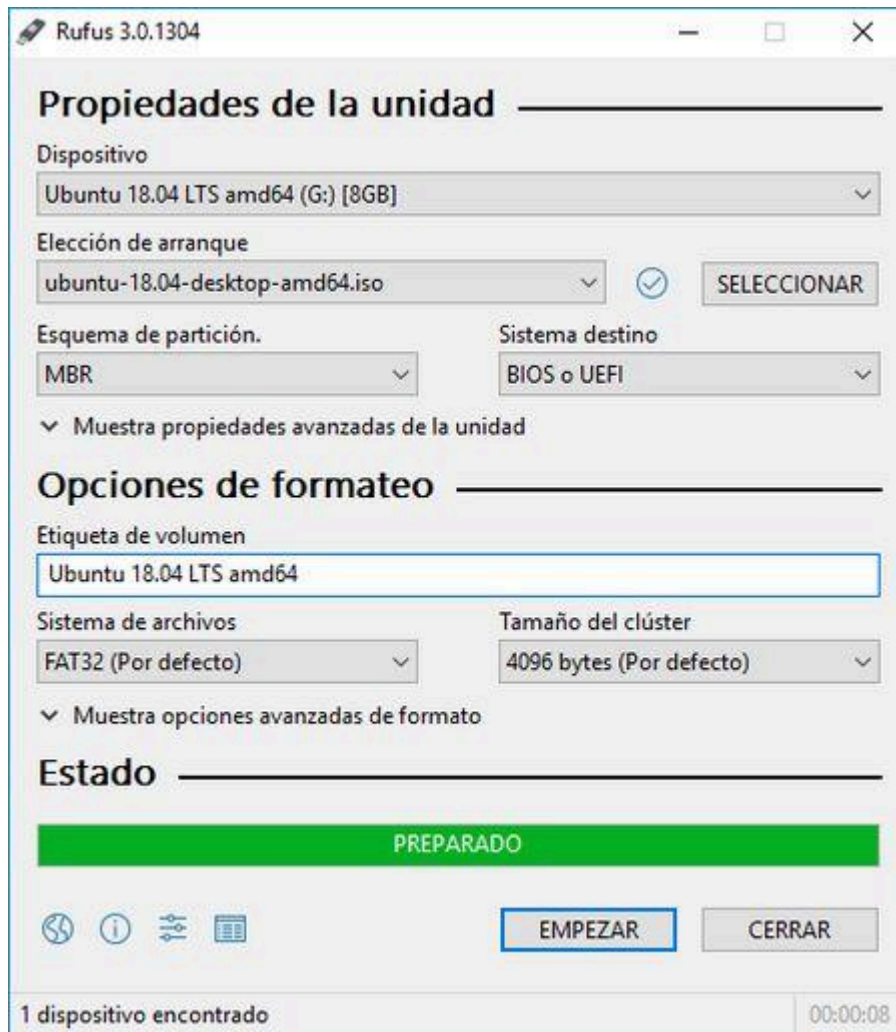 Rufus 3.0.1304
Propiedades de la unidad
Dispositivo
Ubuntu 18.04 LTS amd64 (G:) [8GB]
Elección de arranque
ubuntu-18.04-desktop-amd64.iso
SELECCIONAR
Esquema de partición.
Sistema destino
MBR
BIOS o UEFI
Muestra propiedades avanzadas de la unidad
Opciones de formateo
Etiqueta de volumen
Ubuntu 18.04 LTS amd64
Sistema de archivos
Tamaño del clúster
FAT32 (Por defecto)
4096 bytes (Por defecto)
Muestra opciones avanzadas de formato
Estado
PREPARADO
EMPEZAR
CERRAR
1 dispositivo encontrado
00:00:08